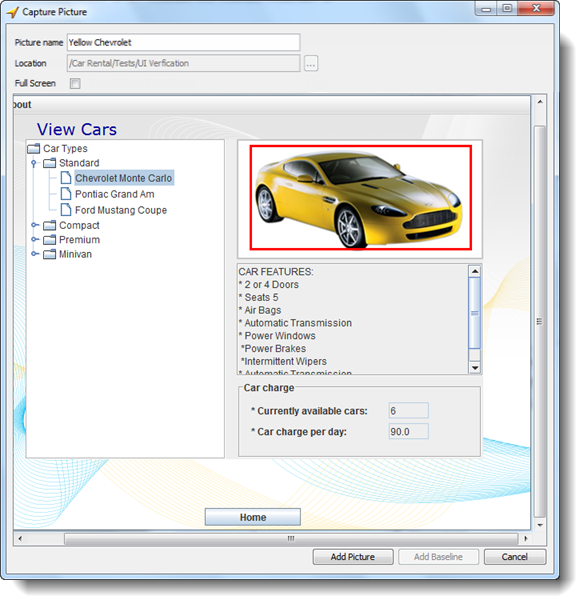 Capture Picture
Picture name Yellow Chevrolet
Location /Car Rental/Tests/UI Verfication ...
Full Screen
bout
View Cars
Car Types
Standard
Chevrolet Monte Carlo
Pontiac Grand Am
Ford Mustang Coupe
Compact
Premium
Minivan
CAR FEATURES:
* 2 or 4 Doors
* Seats 5
* Air Bags
* Automatic Transmission
* Power Windows
*Power Brakes
*Intermittent Wipers
* Automatic Transmission
Car charge
* Currently available cars: 6
* Car charge per day: 90.0
Home
Add Picture Add Baseline Cancel